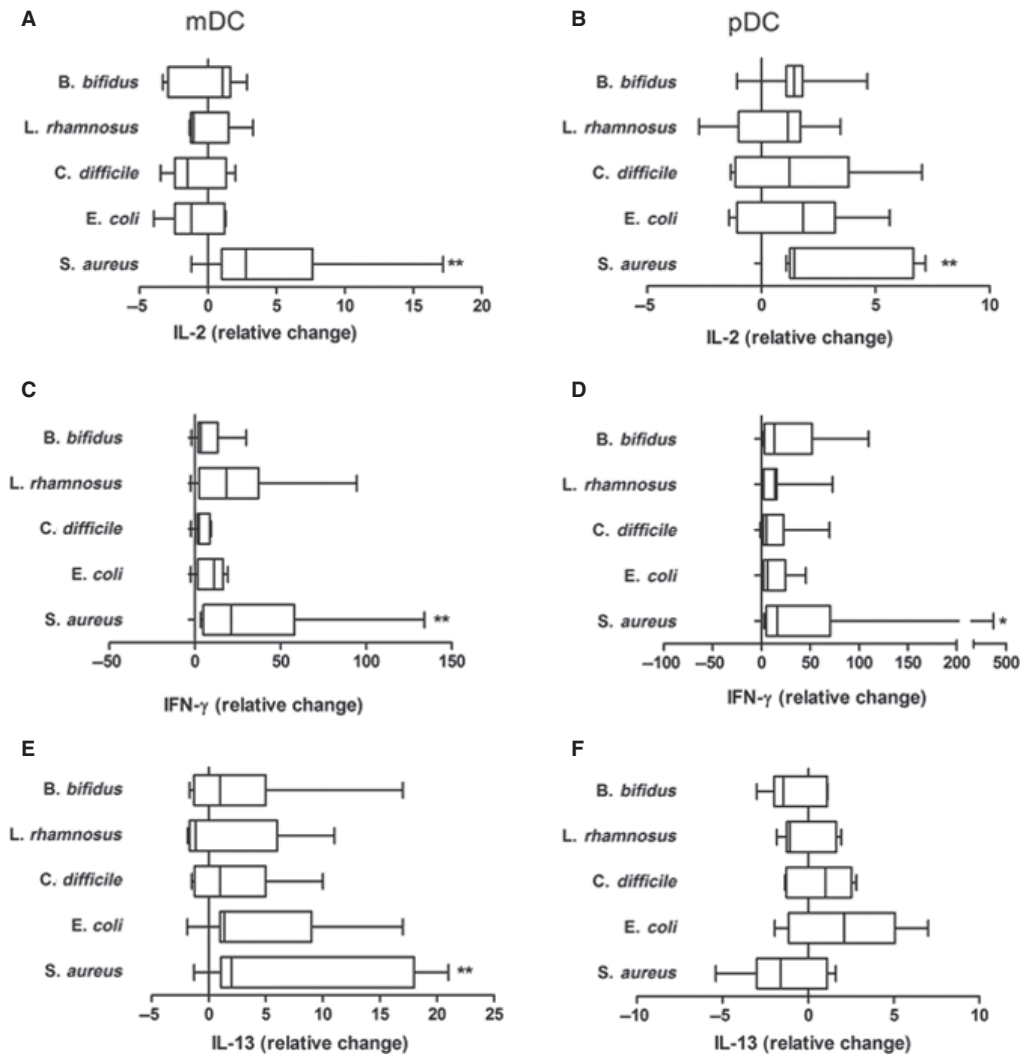 A
mDC
B. bifidus
L. rhamnosus
C. difficile
E. coli
S. aureus
**
–5 0 5 10 15 20
IL-2 (relative change)
B
pDC
B. bifidus
L. rhamnosus
C. difficile
E. coli
S. aureus
**
–5 0 5 10
IL-2 (relative change)
C
B. bifidus
L. rhamnosus
C. difficile
E. coli
S. aureus
**
–50 0 50 100 150
IFN-γ (relative change)
D
B. bifidus
L. rhamnosus
C. difficile
E. coli
S. aureus
*
–100 –50 0 50 100 150 200 500
IFN-γ (relative change)
E
B. bifidus
L. rhamnosus
C. difficile
E. coli
S. aureus
**
–5 0 5 10 15 20 25
IL-13 (relative change)
F
B. bifidus
L. rhamnosus
C. difficile
E. coli
S. aureus
–10 –5 0 5 10
IL-13 (relative change)